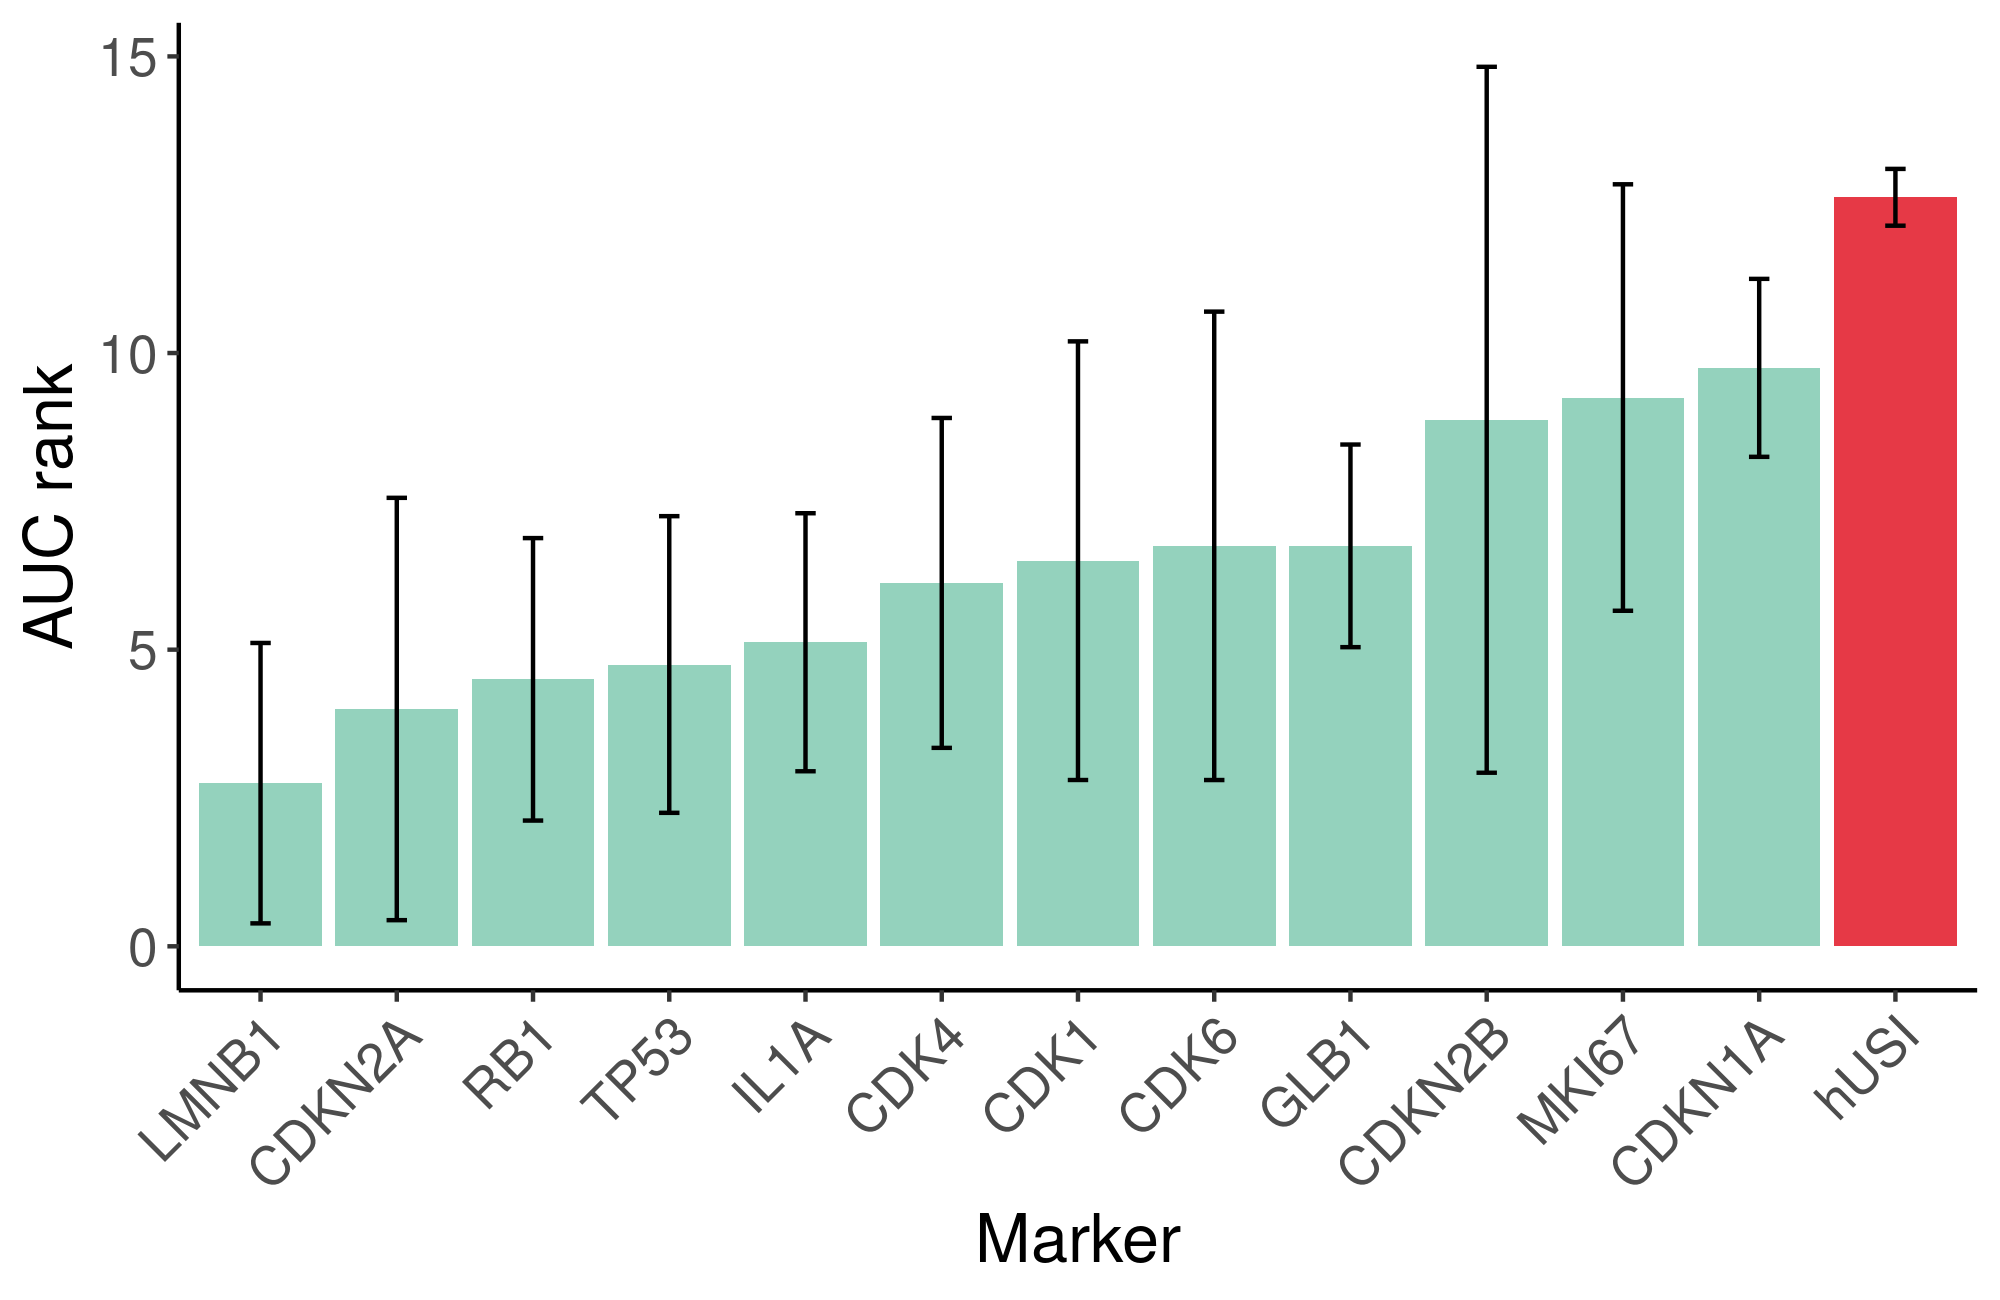 AUC rank
15
10
5
0
LMNB1
CDKN2A
RB1
TP53
IL1A
CDK4
CDK1
CDK6
GLB1
CDKN2B
MKI67
CDKN1A
hUSI
Marker